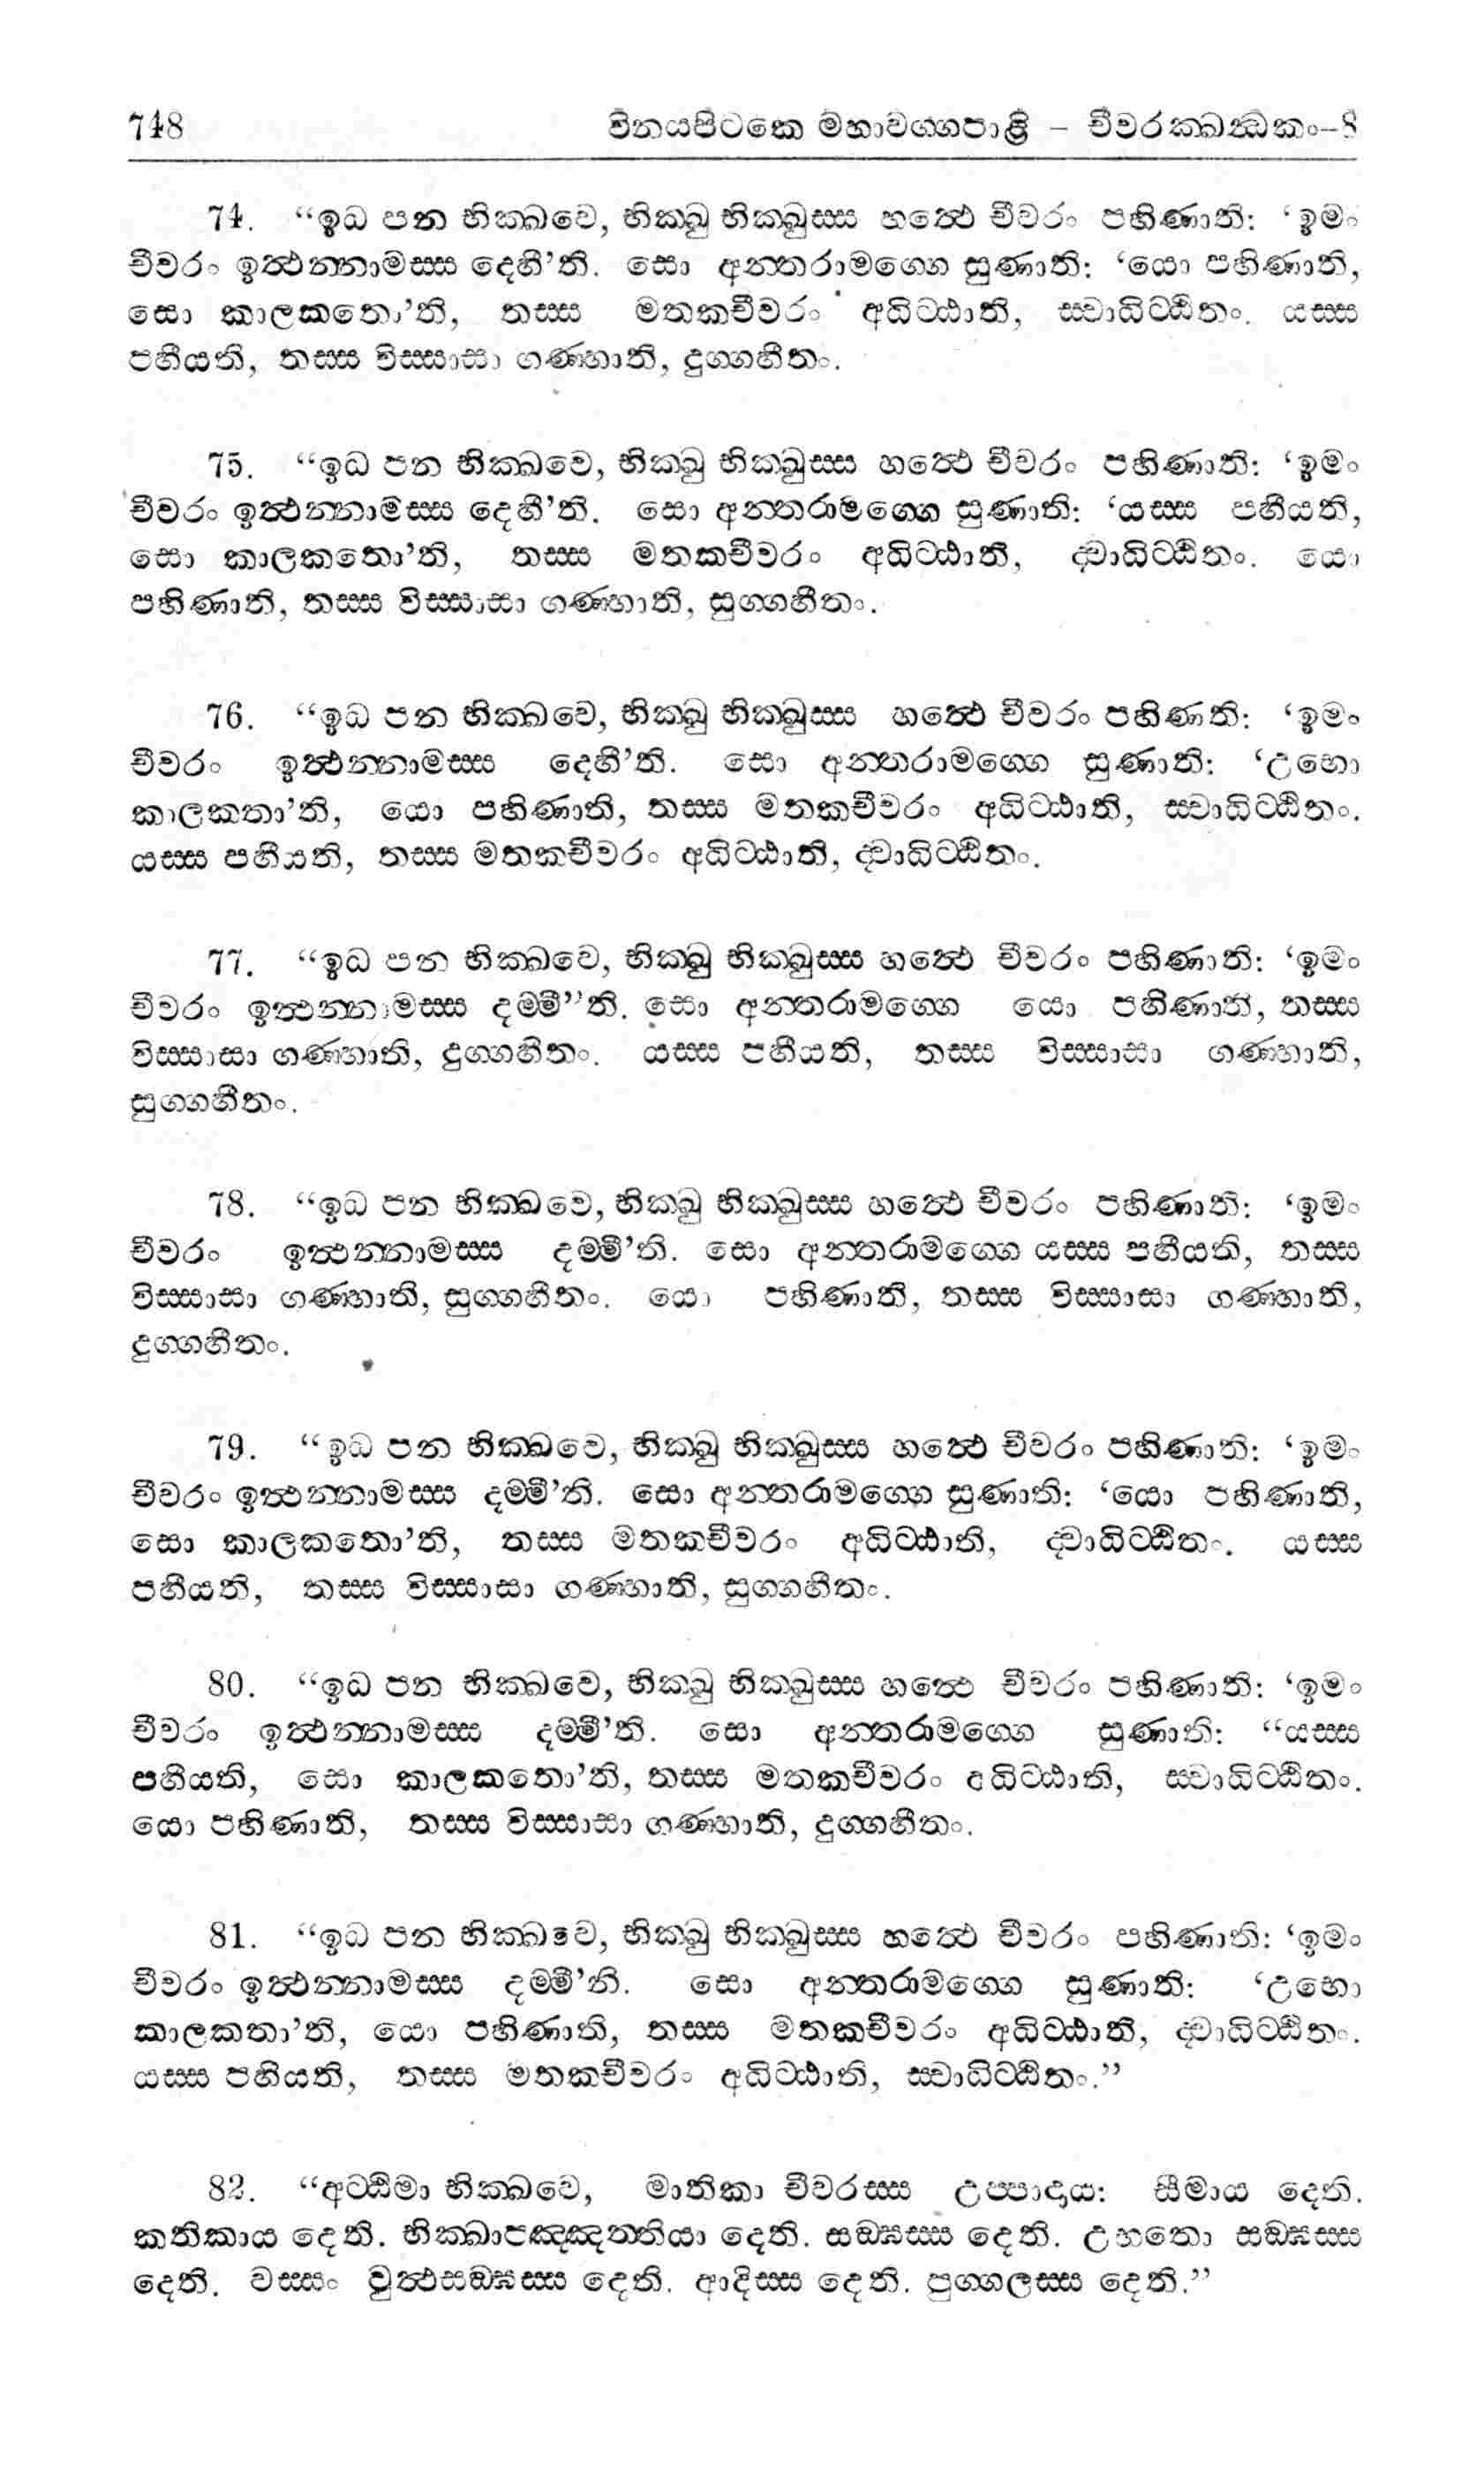 748 විනයපිටකෙ මහාවග්ගපාළි – චීවරක්ඛන්ධකං–8
74. “ඉධ පන භික්ඛවෙ, භික්ඛු භික්ඛුස්ස හත්ථෙ චීවරං පහිණාති: ‘ඉමං
චීවරං ඉත්ථන්නාමස්ස දෙහී’ති. සො අන්තරාමග්ගෙ සුණාති: ‘යො පහිණාති,
සො කාලකතො’ති, තස්ස මතකචීවරං අධිට්ඨාති, ස්වාධිට්ඨිතං. යස්ස
පහීයති, තස්ස විස්සාසා ගණ්හාති, දුග්ගහීතං.
75. “ඉධ පන භික්ඛවෙ, භික්ඛු භික්ඛුස්ස හත්ථෙ චීවරං පහිණාති: ‘ඉමං
චීවරං ඉත්ථන්නාමස්ස දෙහී’ති. සො අන්තරාමග්ගෙ සුණාති: ‘යස්ස පහීයති,
සො කාලකතො’ති, තස්ස මතකචීවරං අධිට්ඨාති, ද්වාධිට්ඨිතං. යො
පහිණාති, තස්ස විස්සාසා ගණ්හාති, සුග්ගහීතං.
76. “ඉධ පන භික්ඛවෙ, භික්ඛු භික්ඛුස්ස හත්ථෙ චීවරං පහිණති: ‘ඉමං
චීවරං ඉත්ථන්නාමස්ස දෙහී’ති. සො අන්තරාමග්ගෙ සුණාති: ‘උභො
කාලකතා’ති, යො පහිණාති, තස්ස මතකචීවරං අධිට්ඨාති, ස්වාධිට්ඨිතං.
යස්ස පහීයති, තස්ස මතකචීවරං අධිට්ඨාති, ද්වාධිට්ඨිතං.
77. “ඉධ පන භික්ඛවෙ, භික්ඛු භික්ඛුස්ස හත්ථෙ චීවරං පහිණාති: ‘ඉමං
චීවරං ඉත්ථන්නාමස්ස දම්මී”ති. සො අන්තරාමග්ගෙ යො පහිණාති, තස්ස
විස්සාසා ගණ්හාති, දුග්ගහිතං. යස්ස පහීයති, තස්ස විස්සාසා ගණ්හාති,
සුග්ගහීතං.
78. “ඉධ පන භික්ඛවෙ, භික්ඛු භික්ඛුස්ස හත්ථෙ චීවරං පහිණාති: ‘ඉමං
චීවරං ඉත්ථන්නාමස්ස දම්මී’ති. සො අන්තරාමග්ගෙ යස්ස පහීයති, තස්ස
විස්සාසා ගණ්හාති, සුග්ගහීතං. යො පහිණාති, තස්ස විස්සාසා ගණ්හාති,
දුග්ගහීතං.
79. “ඉධ පන භික්ඛවෙ, භික්ඛු භික්ඛුස්ස හත්ථෙ චීවරං පහිණාති: ‘ඉමං
චීවරං ඉත්ථන්නාමස්ස දම්මී’ති. සො අන්තරාමග්ගෙ සුණාති: ‘යො පහිණාති,
සො කාලකතො’ති, තස්ස මතකචීවරං අධිට්ඨාති, ද්වාධිට්ඨිතං. යස්ස
පහීයති, තස්ස විස්සාසා ගණ්හාති, සුග්ගහීතං.
80. “ඉධ පන භික්ඛවෙ, භික්ඛු භික්ඛුස්ස හත්ථෙ චීවරං පහිණාති: ‘ඉමං
චීවරං ඉත්ථන්නාමස්ස දම්මී’ති. සො අන්තරාමග්ගෙ සුණාති: “යස්ස
පහීයති, සො කාලකතො’ති, තස්ස මතකචීවරං අධිට්ඨාති, ස්වාධිට්ඨිතං.
යො පහිණාති, තස්ස විස්සාසා ගණ්හාති, දුග්ගහීතං.
81. “ඉධ පන භික්ඛවෙ, භික්ඛු භික්ඛුස්ස හත්ථෙ චීවරං පහිණාති: ‘ඉමං
චීවරං ඉත්ථන්නාමස්ස දම්මී’ති. සො අන්තරාමග්ගෙ සුණාති: ‘උභො
කාලකතා’ති, යො පහිණාති, තස්ස මතකචීවරං අධිට්ඨාති, ද්වාධිට්ඨිතං.
යස්ස පහීයති, තස්ස මතකචීවරං අධිට්ඨාති, ස්වාධිට්ඨිතං.”
82. “අට්ඨිමා භික්ඛවෙ, මාතිකා චීවරස්ස උප්පාදාය: සීමාය දෙති.
කතිකාය දෙති. භික්ඛාපඤ්ඤත්තියා දෙති. සඞ්ඝස්ස දෙති. උභතො සඞ්ඝස්ස
දෙති. වස්සං වුත්ථසඞ්ඝස්ස දෙති. ආදිස්ස දෙති. පුග්ගලස්ස දෙති.”